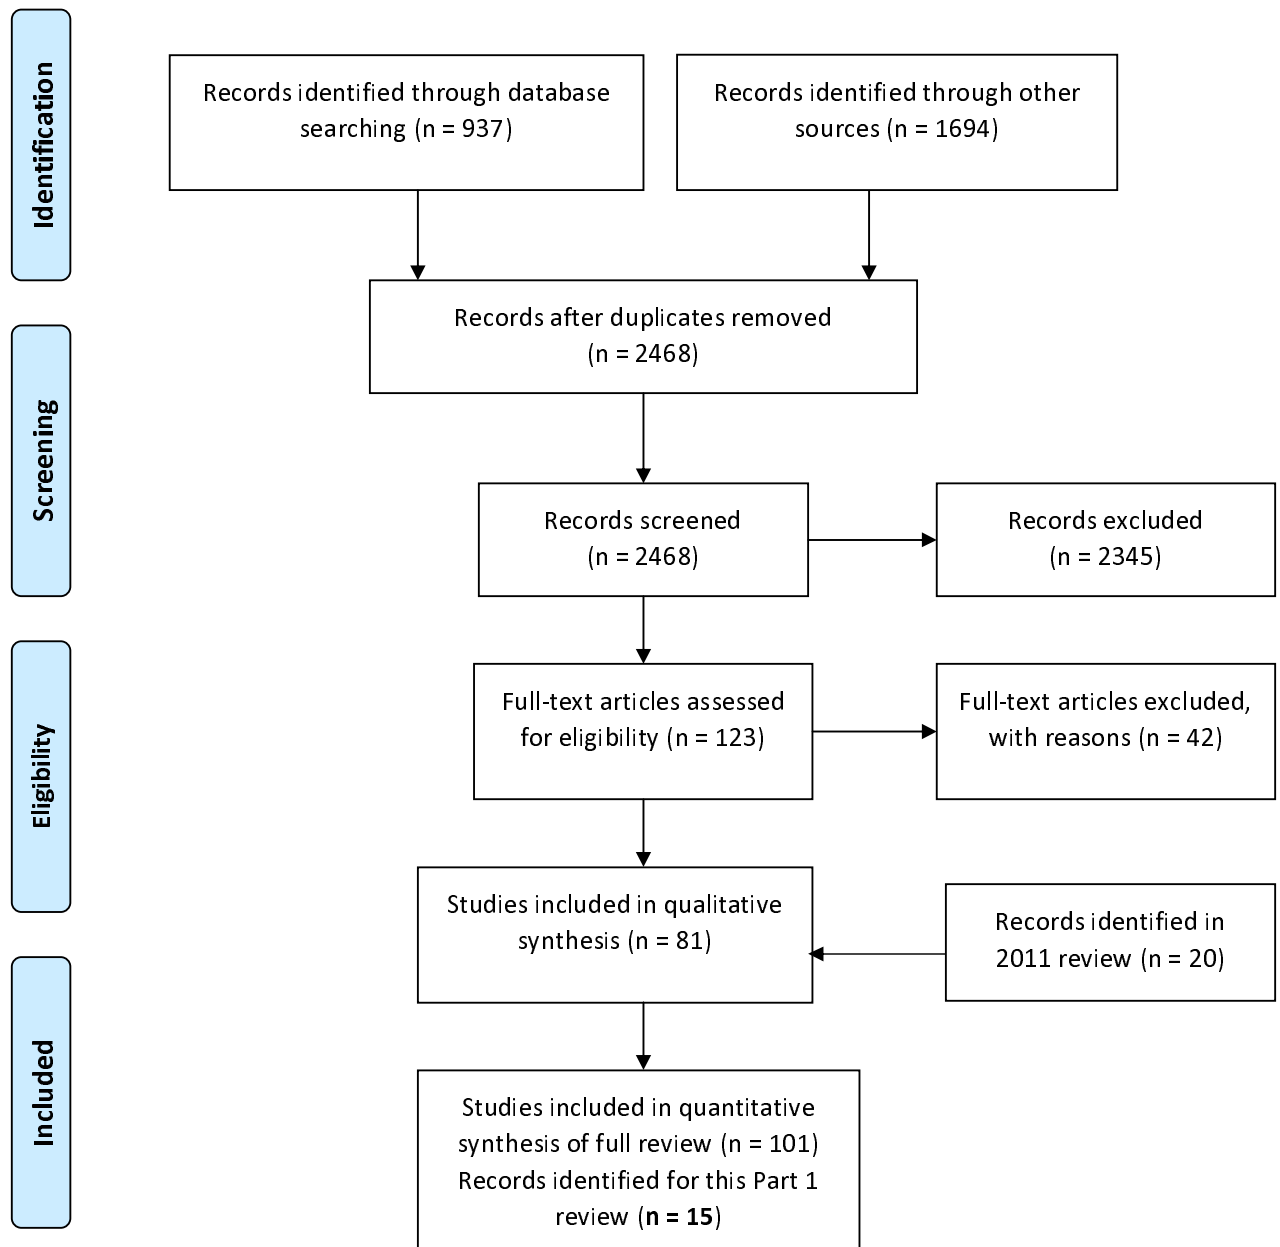 Identification
Records identified through database
searching (n = 937)
Records identified through other
sources (n = 1694)
Records after duplicates removed
(n = 2468)
Screening
Records screened
(n = 2468)
Records excluded
(n = 2345)
Eligibility
Full-text articles assessed
for eligibility (n = 123)
Full-text articles excluded,
with reasons (n = 42)
Studies included in qualitative
synthesis (n = 81)
Records identified in
2011 review (n = 20)
Included
Studies included in quantitative
synthesis of full review (n = 101)
Records identified for this Part 1
review (n = 15)